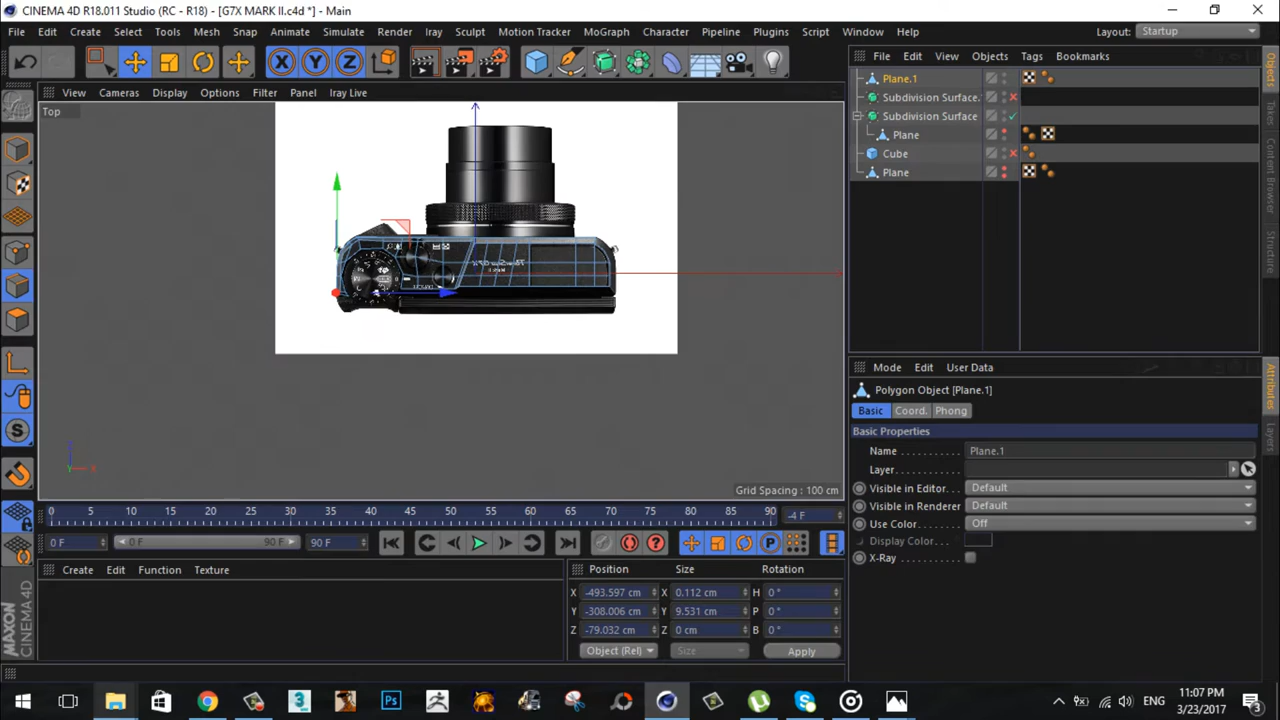 CINEMA 4D R18.011 Studio (RC - R18) - [G7X MARK II.c4d *] - Main
File Edit Create Select Tools Mesh Snap Animate Simulate Render Iray Sculpt Motion Tracker MoGraph Character Pipeline Plugins Script Window Help Layout: Startup
X Y Z
File Edit View Objects Tags Bookmarks
View Cameras Display Options Filter Panel Iray Live
Top
Plane.1
Subdivision Surface.
Subdivision Surface
Plane
Cube
Plane
Objects
Takes
Content Browser
Structure
Mode Edit User Data
Polygon Object [Plane.1]
Basic Coord. Phong
Basic Properties
Name Plane.1
Layer
Visible in Editor Default
Visible in Renderer Default
Use Color Off
Display Color
X-Ray
Attributes
Layers
Grid Spacing : 100 cm
0 5 10 15 20 25 30 35 40 45 50 55 60 65 70 75 80 85 90 -4 F
0 F 0 F 90 F 90 F
Create Edit Function Texture
Position Size Rotation
X -493.597 cm X 0.112 cm H 0 °
Y -308.006 cm Y 9.531 cm P 0 °
Z -79.032 cm Z 0 cm B 0 °
Object (Rel) Size Apply
MAXON
CINEMA 4D
ENG
11:07 PM
3/23/2017